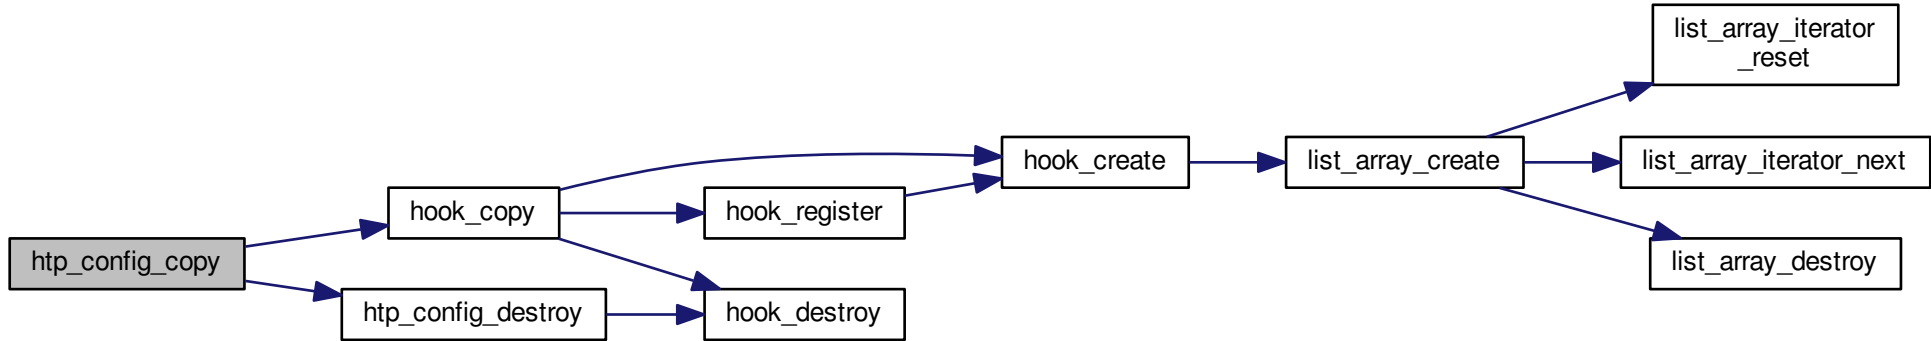 htp_config_copy
hook_copy
htp_config_destroy
hook_register
hook_destroy
hook_create
list_array_create
list_array_iterator
_reset
list_array_iterator_next
list_array_destroy